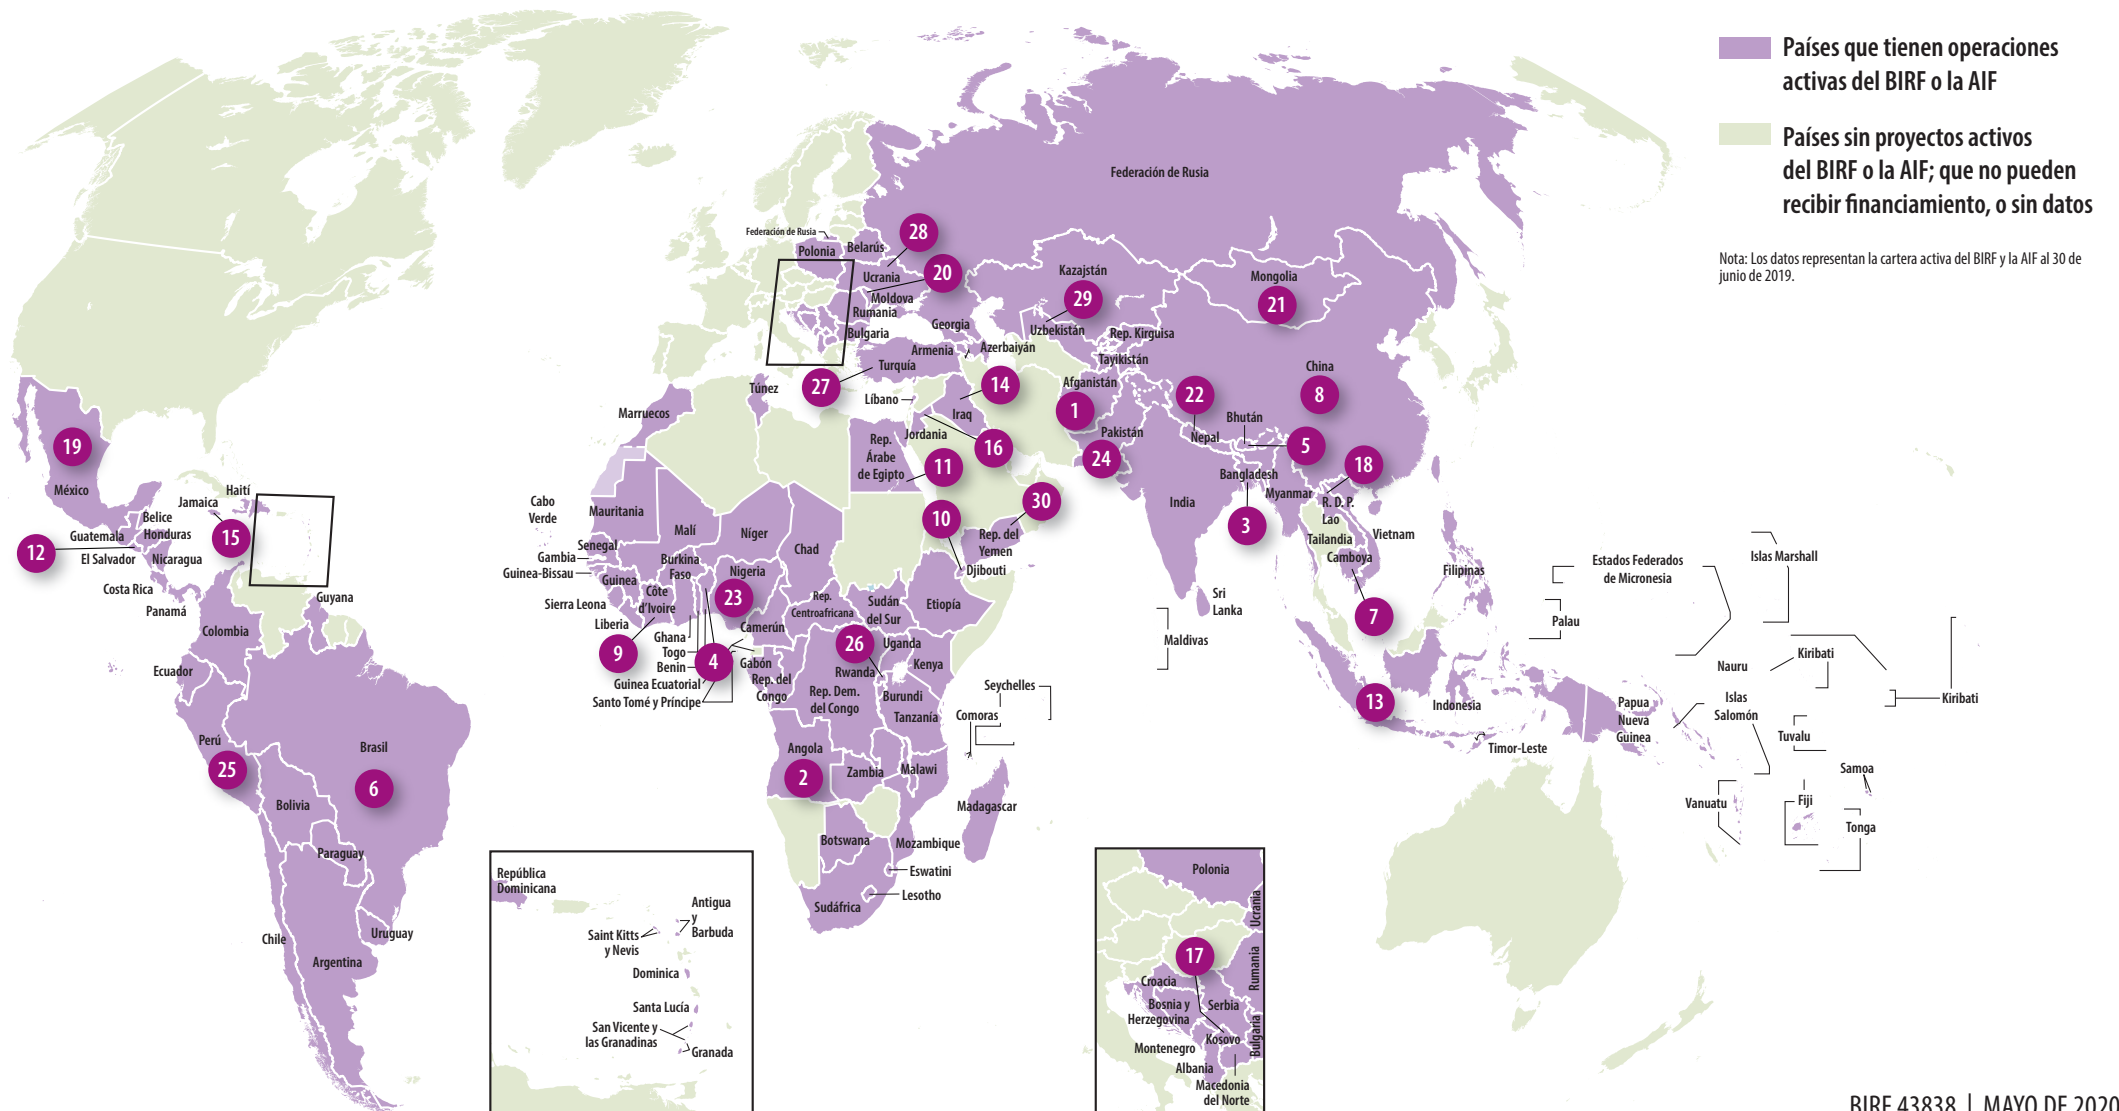 Países que tienen operaciones
activas del BIRF o la AIF
Países sin proyectos activos
del BIRF o la AIF; que no pueden
recibir financiamiento, o sin datos
Nota: Los datos representan la cartera activa del BIRF y la AIF al 30 de
junio de 2019.
Federación de Rusia
Federación de Rusia
Polonia
Belarús
28
Ucrania
20
Moldova
Rumania
Bulgaria
Georgia
Armenia
Azerbaiyán
Turquía
27
Kazajstán
29
Uzbekistán
Rep. Kirguisa
Tayikistán
Mongolia
21
China
8
Afganistán
1
Pakistán
24
22
Nepal
Bhután
5
Bangladesh
3
India
Myanmar
18
R. D. P.
Lao
Tailandia
Vietnam
Camboya
7
Filipinas
Sri
Lanka
Maldivas
Túnez
Marruecos
Líbano
14
Iraq
Jordania
16
Rep.
Árabe
de Egipto
11
10
30
Rep. del
Yemen
Djibouti
19
México
Haití
Jamaica
15
Belice
Guatemala
Honduras
12
El Salvador
Nicaragua
Costa Rica
Panamá
Guyana
Colombia
Ecuador
Perú
25
Brasil
6
Bolivia
Paraguay
Chile
Uruguay
Argentina
Cabo
Verde
Mauritania
Malí
Níger
Chad
Senegal
Gambia
Guinea-Bissau
Guinea
Burkina
Faso
Nigeria
23
Côte
d'Ivoire
Sierra Leona
Liberia
9
Ghana
Togo
Benin
4
Camerún
Rep.
Centroafricana
Sudán
del Sur
Etiopía
Guinea Ecuatorial
Santo Tomé y Príncipe
Gabón
Rep. del
Congo
26
Uganda
Kenya
Rwanda
Rep. Dem.
del Congo
Burundi
Tanzanía
Seychelles
Comoras
Angola
2
Zambia
Malawi
Madagascar
Botswana
Mozambique
Eswatini
Lesotho
Sudáfrica
13
Indonesia
Timor-Leste
Papua
Nueva
Guinea
Estados Federados
de Micronesia
Islas Marshall
Palau
Nauru
Kiribati
Kiribati
Islas
Salomón
Tuvalu
Samoa
Vanuatu
Fiji
Tonga
República
Dominicana
Antigua
y
Barbuda
Saint Kitts
y Nevis
Dominica
Santa Lucía
San Vicente y
las Granadinas
Granada
Polonia
Ucrania
17
Rumania
Croacia
Bosnia y
Herzegovina
Serbia
Kosovo
Bulgaria
Montenegro
Albania
Macedonia
del Norte
BIRF 43838 | MAYO DE 2020